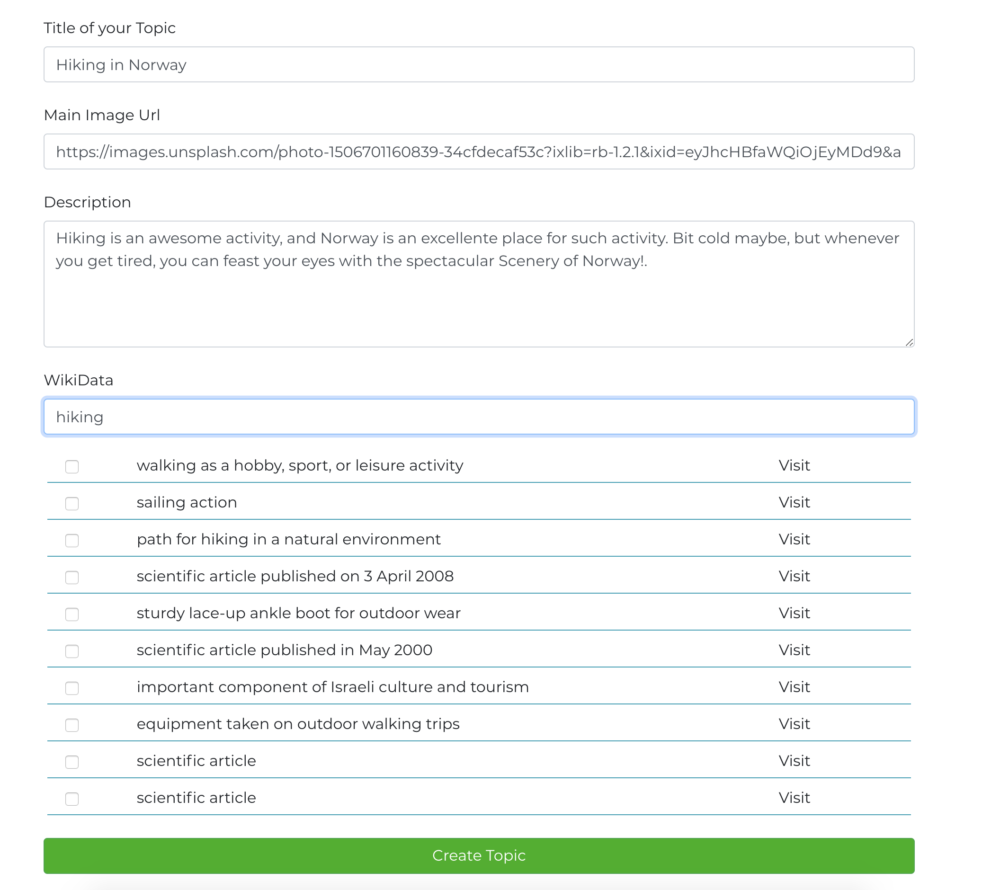 Title of your Topic
Hiking in Norway
Main Image Url
https://images.unsplash.com/photo-1506701160839-34cfdecaf53c?ixlib=rb-1.2.1&ixid=eyJhcHBfaWQiOjEyMDd9&a
Description
Hiking is an awesome activity, and Norway is an excellente place for such activity. Bit cold maybe, but whenever
you get tired, you can feast your eyes with the spectacular Scenery of Norway!.
WikiData
hiking
walking as a hobby, sport, or leisure activity Visit
sailing action Visit
path for hiking in a natural environment Visit
scientific article published on 3 April 2008 Visit
sturdy lace-up ankle boot for outdoor wear Visit
scientific article published in May 2000 Visit
important component of Israeli culture and tourism Visit
equipment taken on outdoor walking trips Visit
scientific article Visit
scientific article Visit
Create Topic